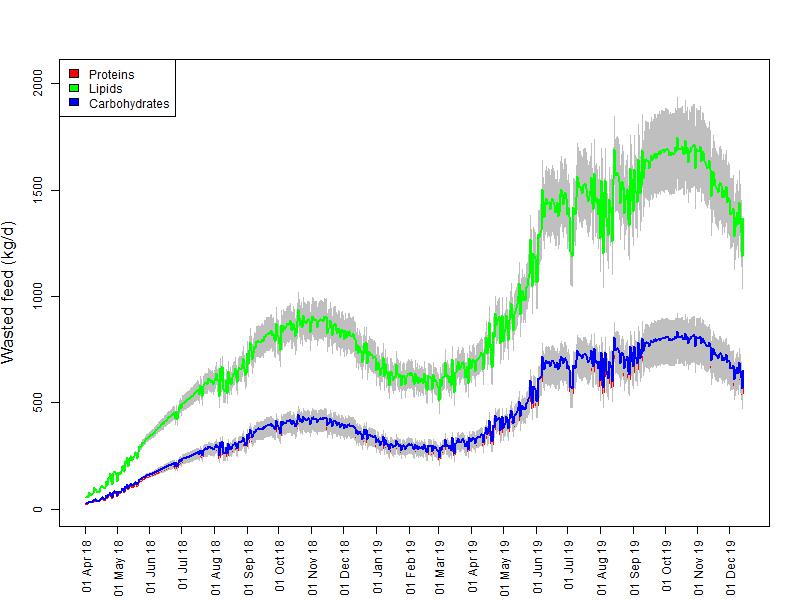 Proteins
Lipids
Carbohydrates
Wasted feed (kg/d)
2000
1500
1000
500
0
01 Apr 18
01 May 18
01 Jun 18
01 Jul 18
01 Aug 18
01 Sep 18
01 Oct 18
01 Nov 18
01 Dec 18
01 Jan 19
01 Feb 19
01 Mar 19
01 Apr 19
01 May 19
01 Jun 19
01 Jul 19
01 Aug 19
01 Sep 19
01 Oct 19
01 Nov 19
01 Dec 19